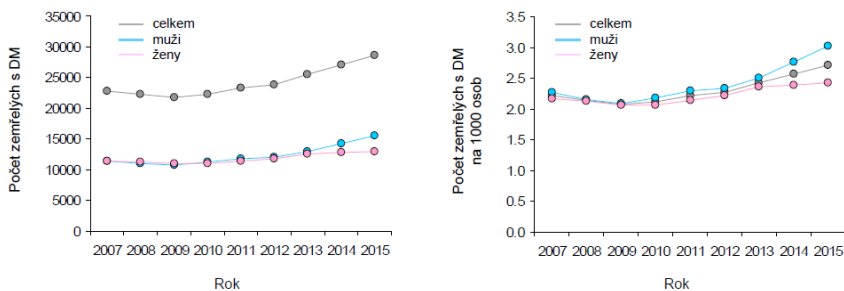 Počet zemřelých s DM
35000
30000
25000
20000
15000
10000
5000
0
celkem
muži
ženy
2007 2008 2009 2010 2011 2012 2013 2014 2015
Rok
Počet zemřelých s DM
na 1000 osob
3.5
3.0
2.5
2.0
1.5
1.0
0.5
0.0
celkem
muži
ženy
2007 2008 2009 2010 2011 2012 2013 2014 2015
Rok